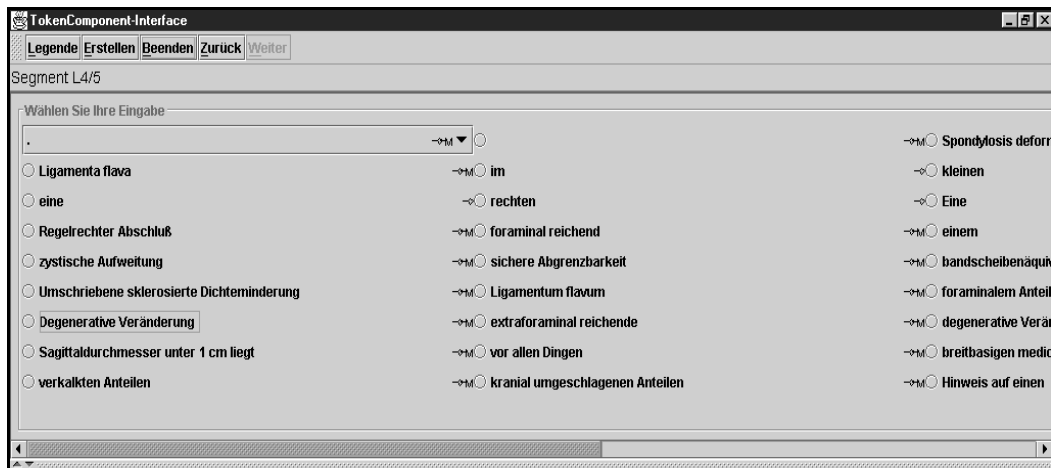 TokenComponent-Interface
Legende Erstellen Beenden Zurück Weiter
Segment L4/5
Wählen Sie Ihre Eingabe
. M M Spondylosis deforr
Ligamenta flava M im kleinen
eine rechten Eine
Regelrechter Abschluß M foraminal reichend M einem
zystische Aufweitung M sichere Abgrenzbarkeit M bandscheibenäquiv
Umschriebene sklerosierte Dichteminderung M Ligamentum flavum M foraminalem Anteil
Degenerative Veränderung M extraforaminal reichende M degenerative Verär
Sagittaldurchmesser unter 1 cm liegt M vor allen Dingen M breitbasigen medic
verkalkten Anteilen M kranial umgeschlagenen Anteilen M Hinweis auf einen